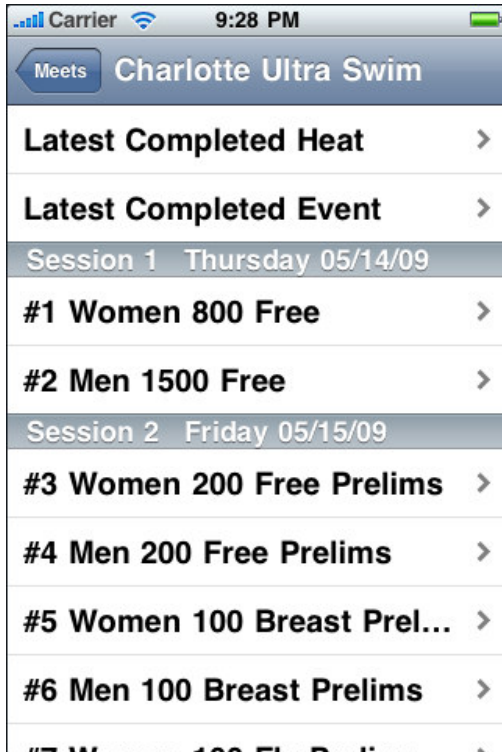 Carrier 9:28 PM
Meets Charlotte Ultra Swim
Latest Completed Heat
Latest Completed Event
Session 1 Thursday 05/14/09
#1 Women 800 Free
#2 Men 1500 Free
Session 2 Friday 05/15/09
#3 Women 200 Free Prelims
#4 Men 200 Free Prelims
#5 Women 100 Breast Prel...
#6 Men 100 Breast Prelims